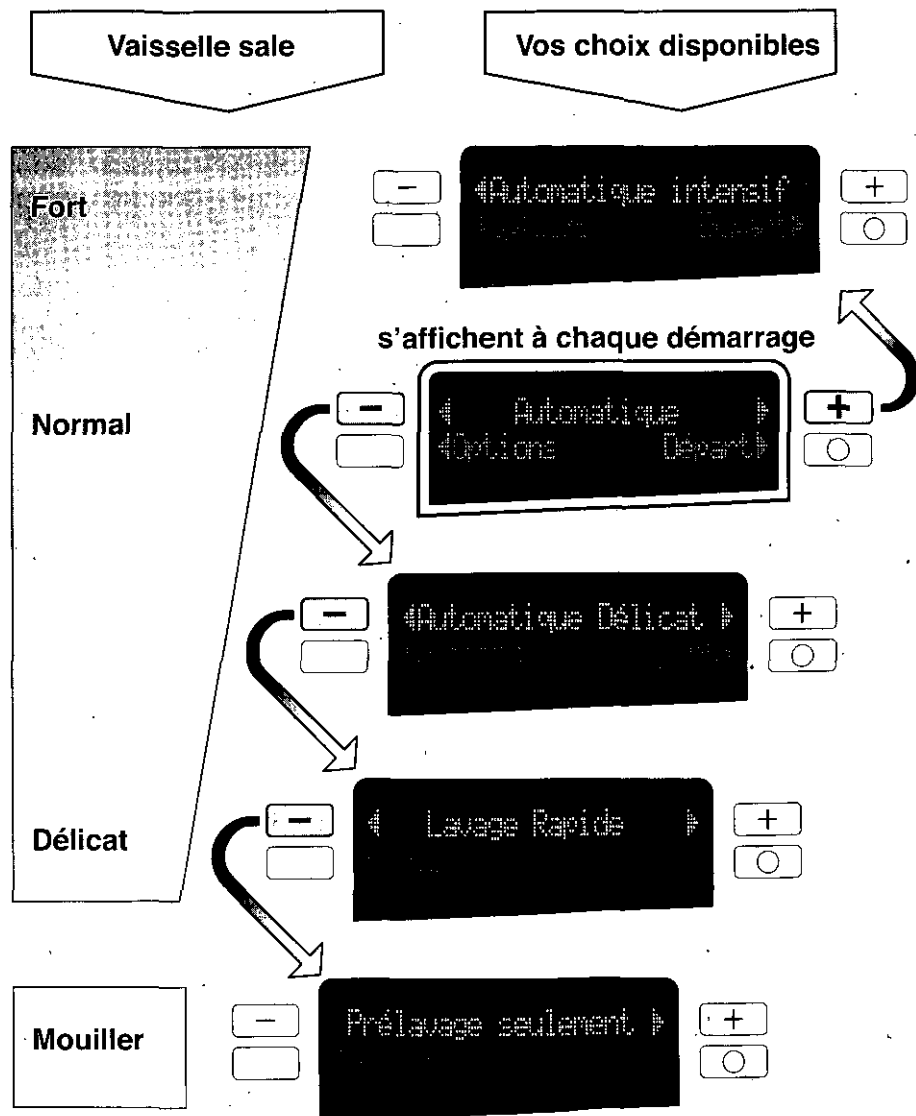 Vaisselle sale
Vos choix disponibles
Fort
− ◀Automatique intensif +
s'affichent à chaque démarrage
Normal
− ◀ Automatique ▶ +
◀Options Départ▶
− ◀Automatique Délicat ▶ +
Délicat
− ◀ Lavage Rapide ▶ +
Mouiller
− Prélavage seulement ▶ +